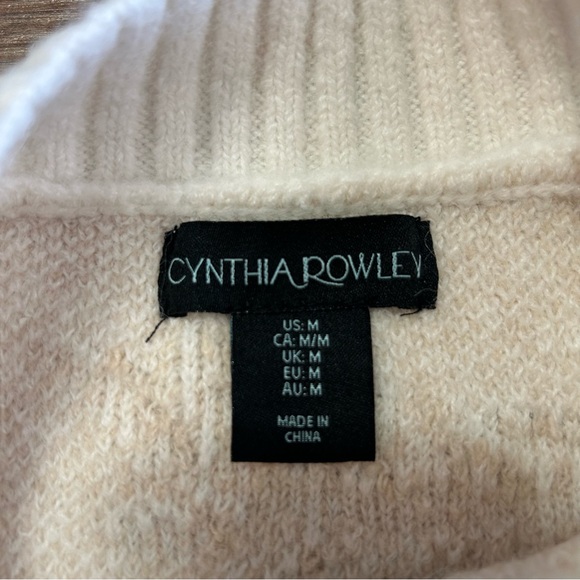 CYNTHIA ROWLEY
US: M
CA: M/M
UK: M
EU: M
AU: M
MADE IN
CHINA